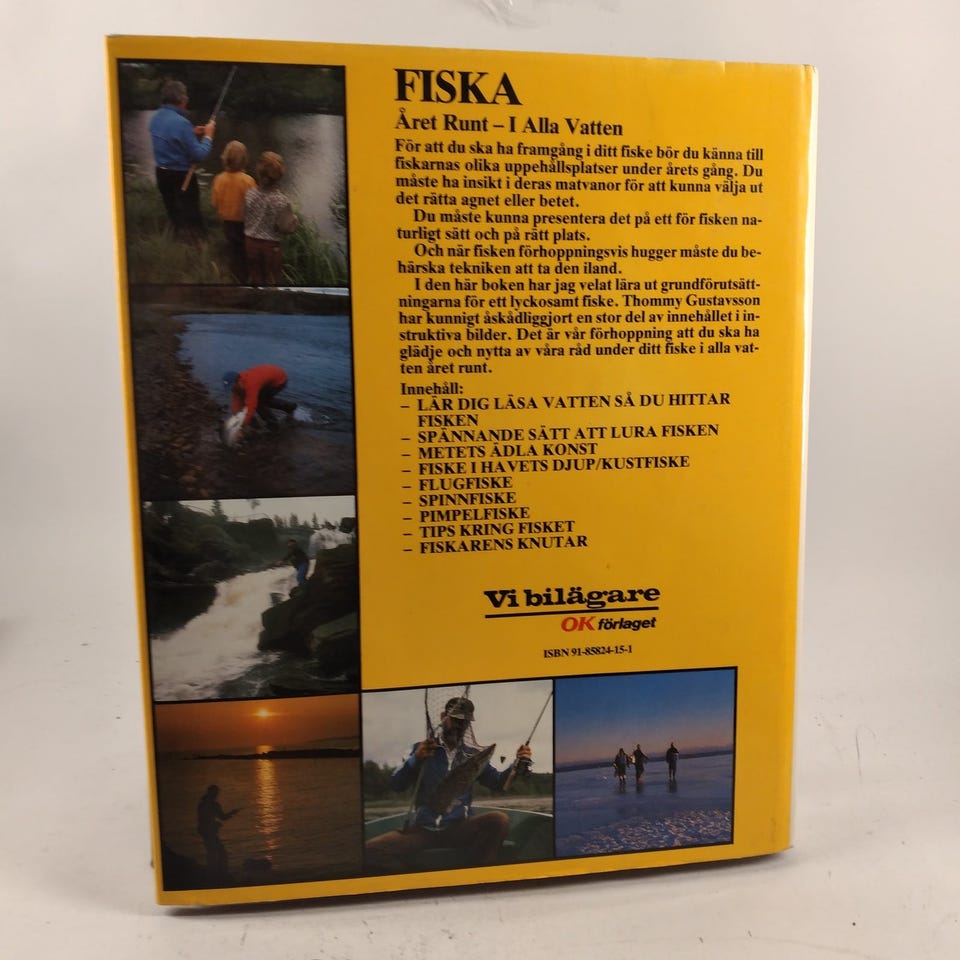 FISKA
Året Runt – I Alla Vatten
För att du ska ha framgång i ditt fiske bör du känna till
fiskarnas olika uppehållsplatser under årets gång. Du
måste ha insikt i deras matvanor för att kunna välja ut
det rätta agnet eller betet.
Du måste kunna presentera det på ett för fisken na-
turligt sätt och på rätt plats.
Och när fisken förhoppningsvis hugger måste du be-
härska tekniken att ta den iland.
I den här boken har jag velat lära ut grundförutsätt-
ningarna för ett lyckosamt fiske. Thommy Gustavsson
har kunnigt åskådliggjort en stor del av innehållet i in-
struktiva bilder. Det är vår förhoppning att du ska ha
glädje och nytta av våra råd under ditt fiske i alla vat-
ten året runt.
Innehåll:
– LÄR DIG LÄSA VATTEN SÅ DU HITTAR
FISKEN
– SPÄNNANDE SÄTT ATT LURA FISKEN
– METETS ÄDLA KONST
– FISKE I HAVETS DJUP/KUSTFISKE
– FLUGFISKE
– SPINNFISKE
– PIMPELFISKE
– TIPS KRING FISKET
– FISKARENS KNUTAR
Vi bilägare
OK förlaget
ISBN 91-85824-15-1